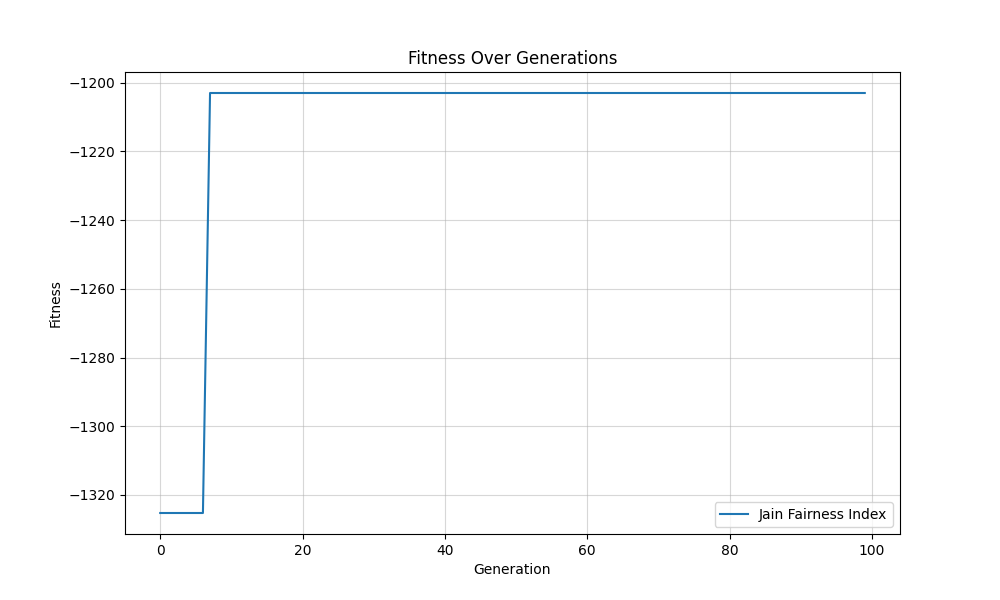 Fitness Over Generations
−1200
−1220
−1240
−1260
−1280
−1300
−1320
Fitness
0 20 40 60 80 100
Generation
Jain Fairness Index